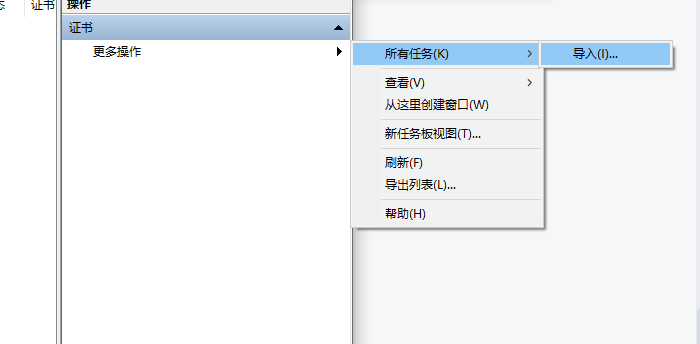 证书
操作
证书
更多操作
所有任务(K)
导入(I)...
查看(V)
从这里创建窗口(W)
新任务板视图(T)...
刷新(F)
导出列表(L)...
帮助(H)